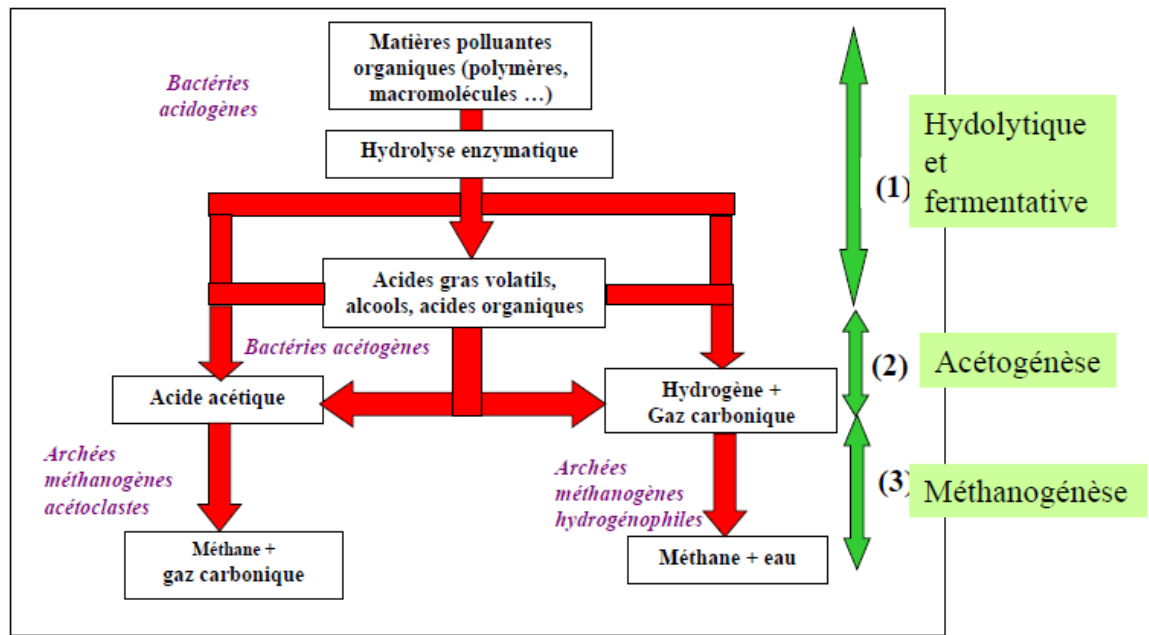 Matières polluantes
organiques (polymères,
macromolécules ...)
Bactéries
acidogènes
Hydrolyse enzymatique
(1)
Hydolytique
et
fermentative
Acides gras volatils,
alcools, acides organiques
Bactéries acétogènes
(2)
Acétogénèse
Acide acétique
Hydrogène +
Gaz carbonique
Archées
méthanogènes
acétoclastes
Archées
méthanogènes
hydrogénophiles
(3)
Méthanogénèse
Méthane +
gaz carbonique
Méthane + eau